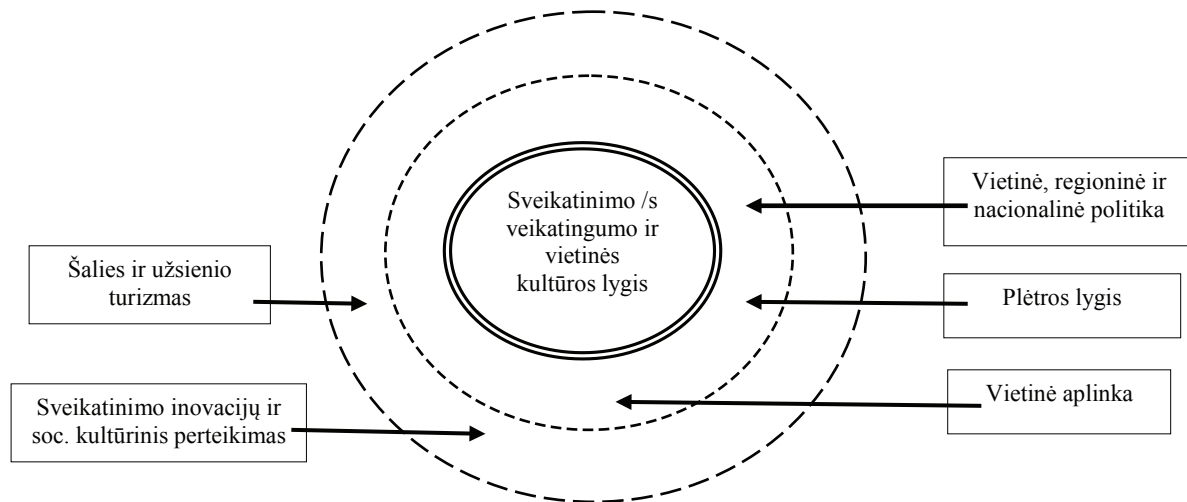 Sveikatinimo /s
veikatingumo ir
vietinės
kultūros lygis
Šalies ir užsienio
turizmas
Sveikatinimo inovacijų ir
soc. kultūrinis perteikimas
Vietinė, regioninė ir
nacionalinė politika
Plėtros lygis
Vietinė aplinka